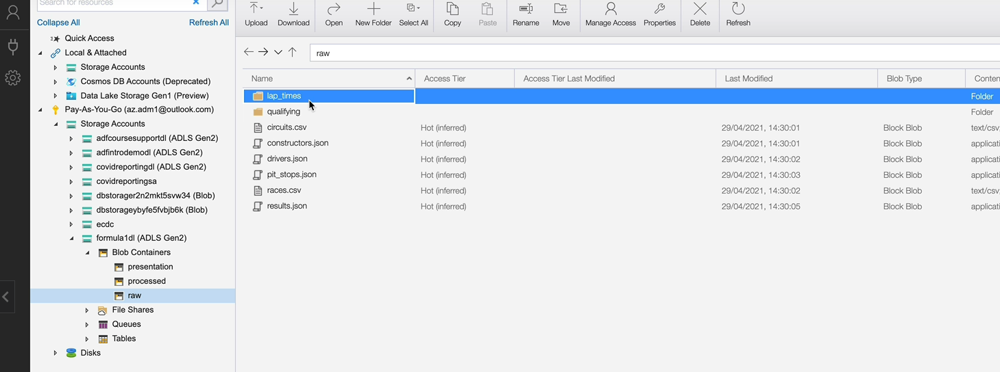 Search for resources
Collapse All
Refresh All
Quick Access
Local & Attached
Storage Accounts
Cosmos DB Accounts (Deprecated)
Data Lake Storage Gen1 (Preview)
Pay-As-You-Go (az.adm1@outlook.com)
Storage Accounts
adfcoursesupportdl (ADLS Gen2)
adfintrodemodl (ADLS Gen2)
covidreportingdl (ADLS Gen2)
covidreportingsa
dbstorager2n2mkt5svw34 (Blob)
dbstorageybyfe5fvbjb6k (Blob)
ecdc
formula1dl (ADLS Gen2)
Blob Containers
presentation
processed
raw
File Shares
Queues
Tables
Disks
Upload Download Open New Folder Select All Copy Paste Rename Move Manage Access Properties Delete Refresh
raw
Name Access Tier Access Tier Last Modified Last Modified Blob Type Conten
lap_times Folder
qualifying Folder
circuits.csv Hot (inferred) 29/04/2021, 14:30:01 Block Blob text/csv
constructors.json Hot (inferred) 29/04/2021, 14:30:01 Block Blob applicati
drivers.json Hot (inferred) 29/04/2021, 14:30:02 Block Blob applicati
pit_stops.json Hot (inferred) 29/04/2021, 14:30:03 Block Blob applicati
races.csv Hot (inferred) 29/04/2021, 14:30:02 Block Blob text/csv
results.json Hot (inferred) 29/04/2021, 14:30:05 Block Blob applicati